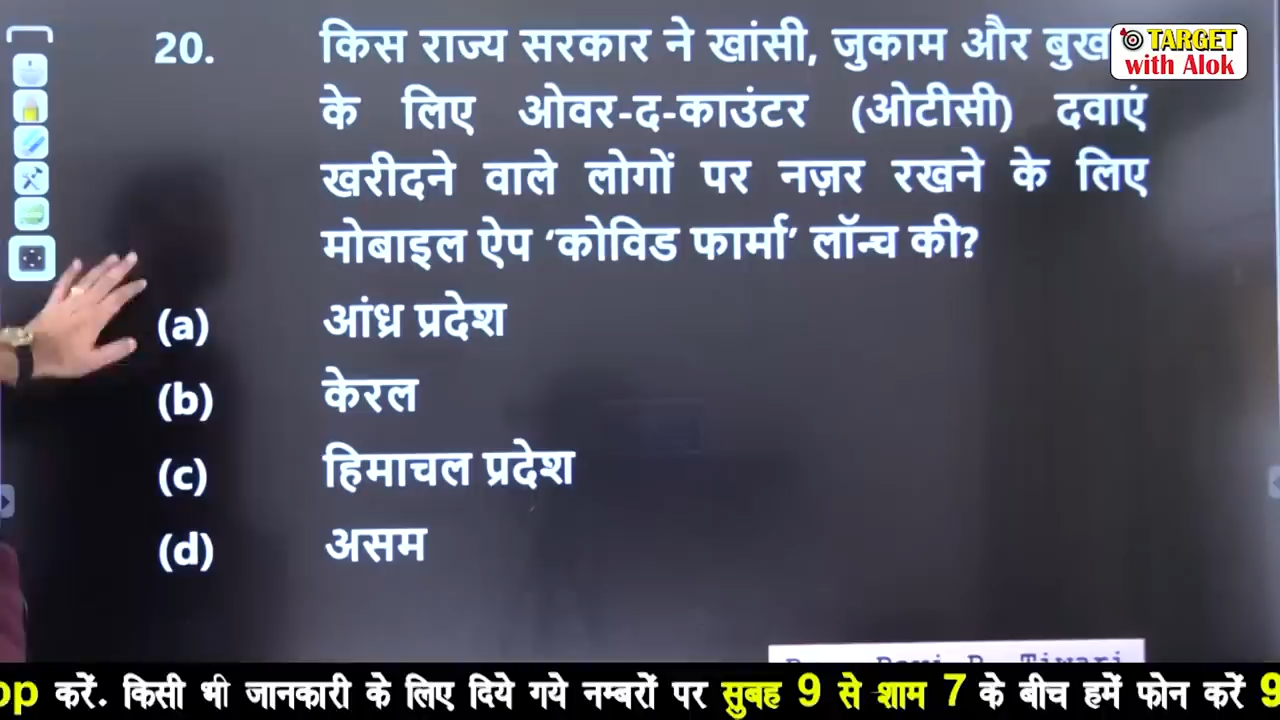 TARGET
with Alok
20. किस राज्य सरकार ने खांसी, जुकाम और
के लिए ओवर-द-काउंटर (ओटीसी) दवाएं
खरीदने वाले लोगों पर नज़र रखने के लिए
मोबाइल ऐप ‘कोविड फार्मा’ लॉन्च की?
(a) आंध्र प्रदेश
(b) केरल
(c) हिमाचल प्रदेश
(d) असम
करें. किसी भी जानकारी के लिए दिये गये नम्बरों पर सुबह 9 से शाम 7 के बीच हमें फोन करें 9